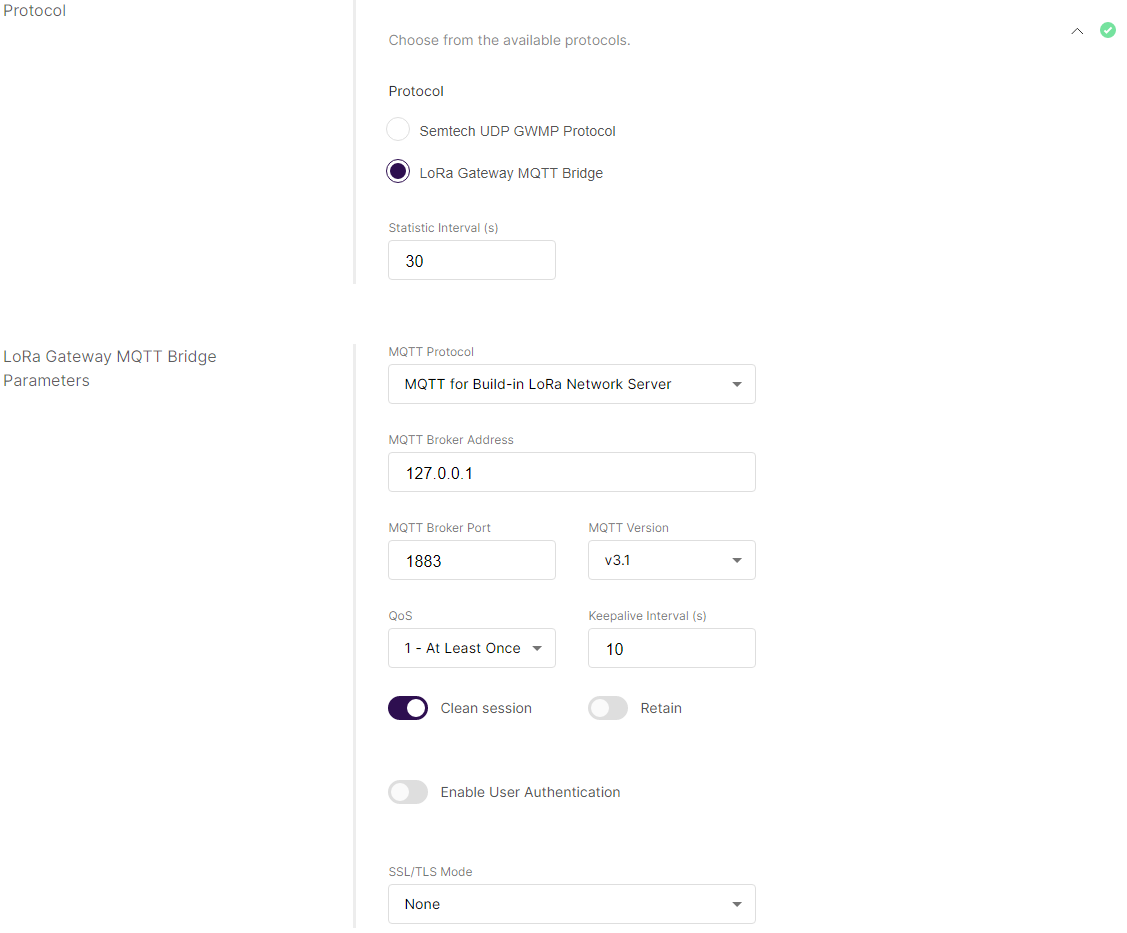 Protocol
Choose from the available protocols.
Protocol
Semtech UDP GWMP Protocol
LoRa Gateway MQTT Bridge
Statistic Interval (s)
30
LoRa Gateway MQTT Bridge
Parameters
MQTT Protocol
MQTT for Build-in LoRa Network Server
MQTT Broker Address
127.0.0.1
MQTT Broker Port
MQTT Version
1883
v3.1
QoS
Keepalive Interval (s)
1 - At Least Once
10
Clean session
Retain
Enable User Authentication
SSL/TLS Mode
None